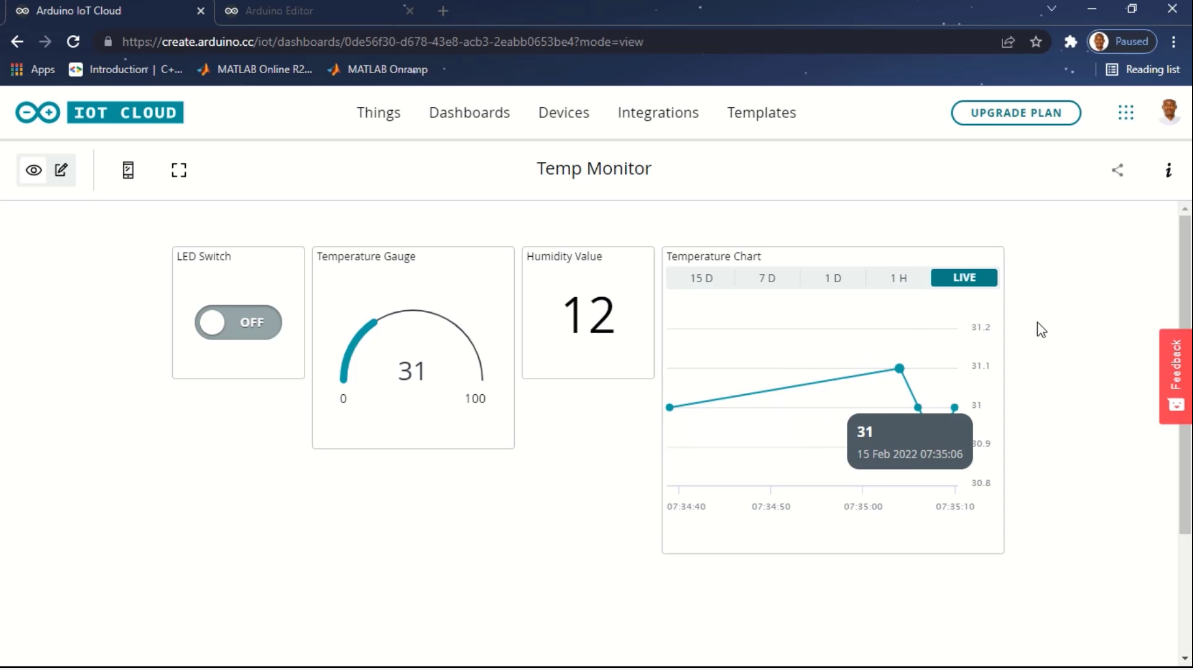 Arduino IoT Cloud
Arduino Editor
https://create.arduino.cc/iot/dashboards/0de56f30-d678-43e8-acb3-2eabb0653be4?mode=view
Paused
Apps
Introduction | C+...
MATLAB Online R2...
MATLAB Onramp
Reading list
IOT CLOUD
Things
Dashboards
Devices
Integrations
Templates
UPGRADE PLAN
Temp Monitor
LED Switch
OFF
Temperature Gauge
31
0
100
Humidity Value
12
Temperature Chart
15 D
7 D
1 D
1 H
LIVE
31.2
31.1
31
30.9
30.8
31
15 Feb 2022 07:35:06
07:34:40
07:34:50
07:35:00
07:35:10
Feedback